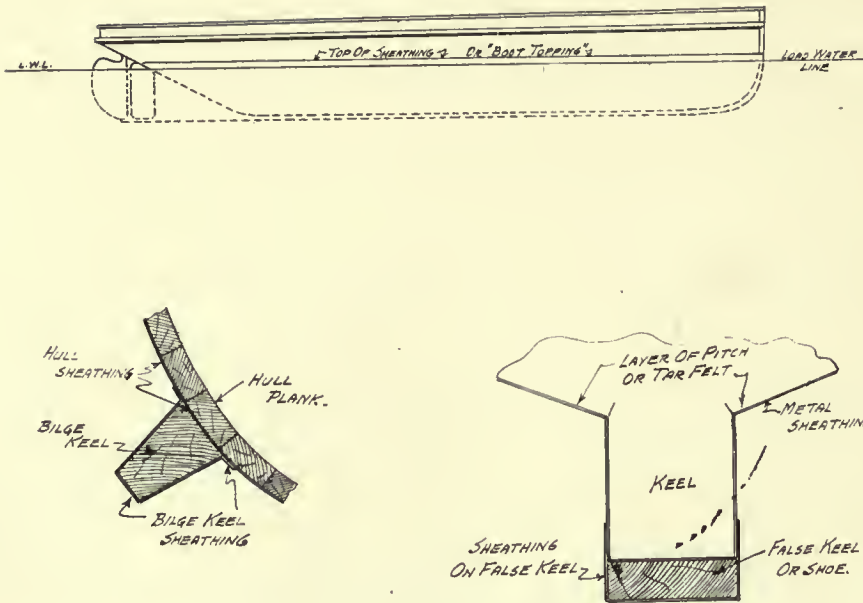 L.W.L.
TOP OF SHEATHING OR "BOOT TOPPING"
LOAD WATER
LINE
HULL
SHEATHING
HULL
PLANK.
BILGE
KEEL
BILGE KEEL
SHEATHING
LAYER OF PITCH
OR TAR FELT
METAL
SHEATHIN
KEEL
SHEATHING
ON FALSE KEEL
FALSE KEEL
OR SHOE.